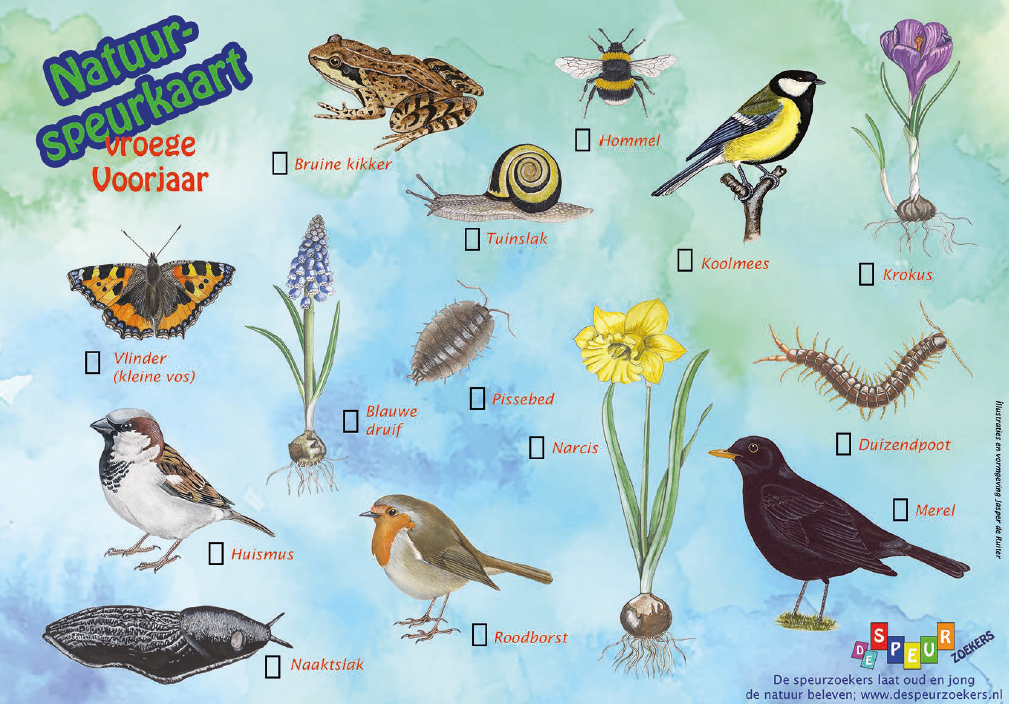 Natuur-
speurkaart
vroege
Voorjaar
Bruine kikker
Hommel
Tuinslak
Koolmees
Krokus
Vlinder
(kleine vos)
Blauwe
druif
Pissebed
Narcis
Duizendpoot
Huismus
Roodborst
Merel
Naaktslak
illustraties en vormgeving Jasper de Ruiter
DE SPEUR ZOEKERS
De speurzoekers laat oud en jong
de natuur beleven; www.despeurzoekers.nl